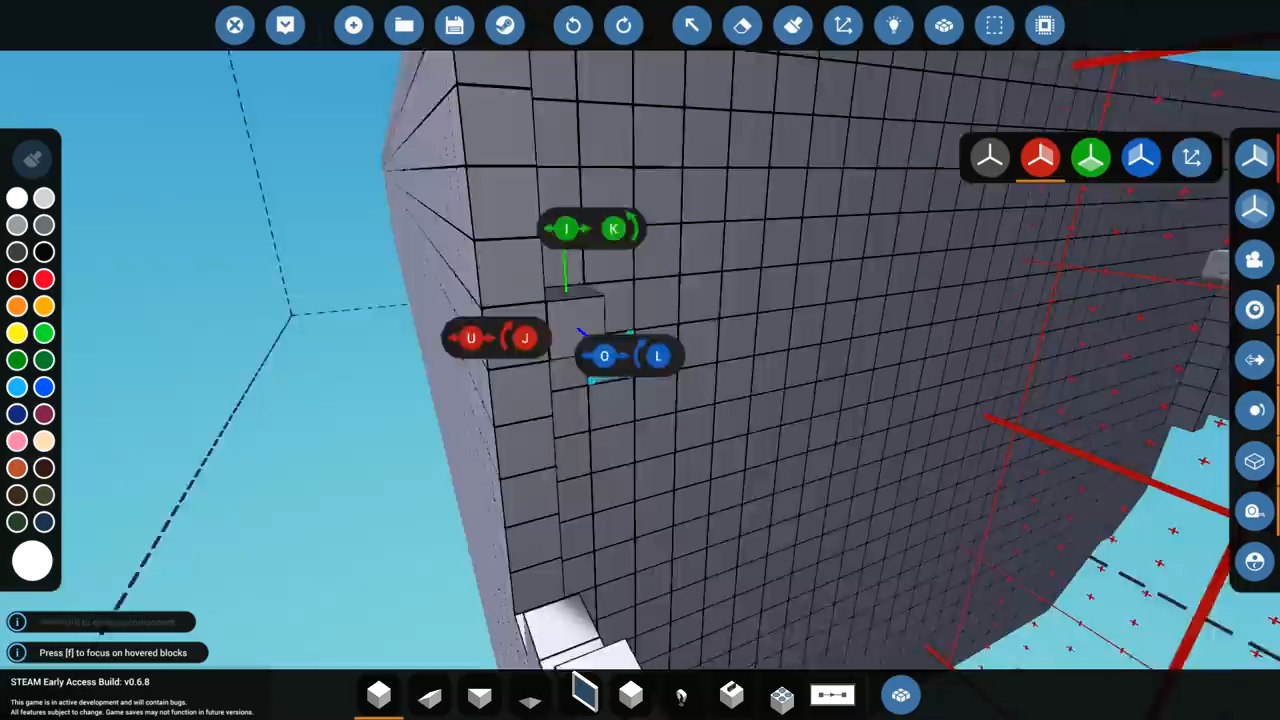 I K
U J
O L
Press [f] to focus on hovered blocks
STEAM Early Access Build: v0.6.8
This game is in active development and will contain bugs.
All features subject to change. Game saves may not function in future versions.